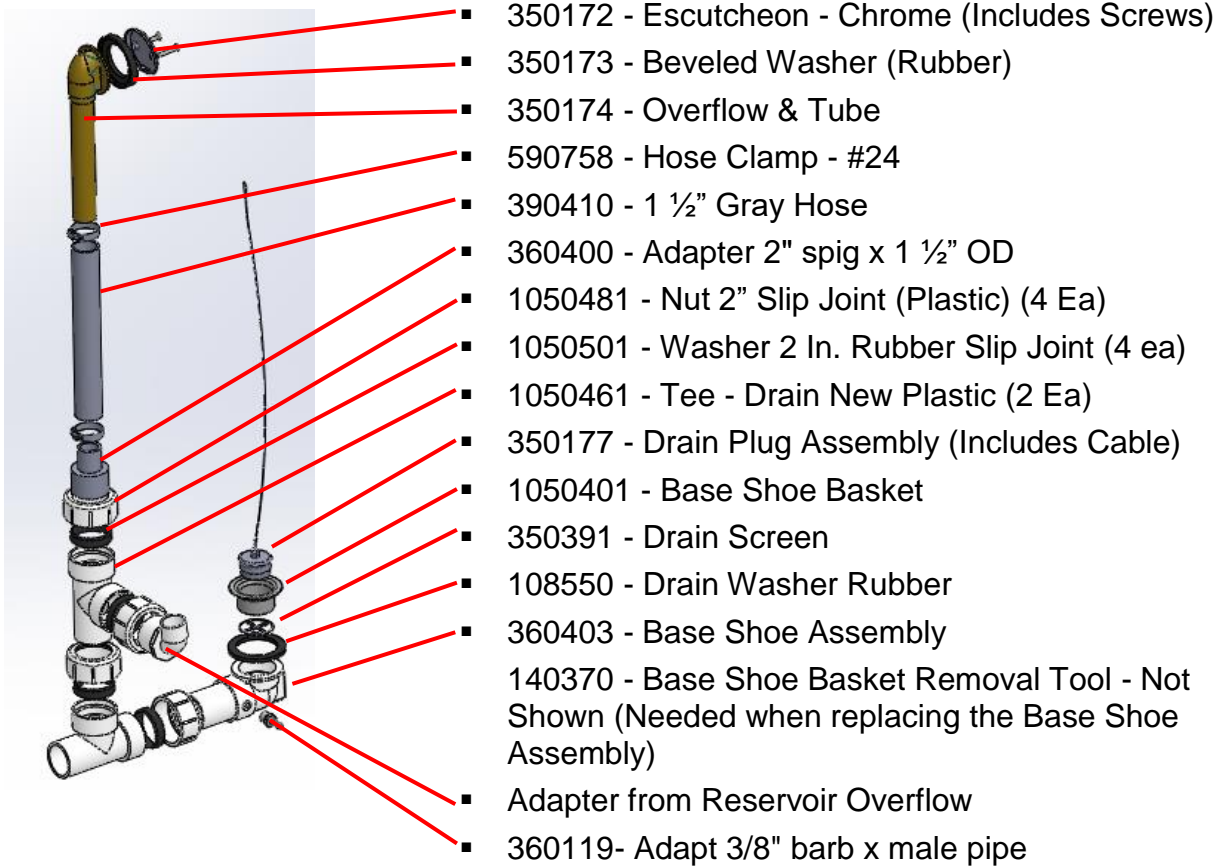 ▪ 350172 - Escutcheon - Chrome (Includes Screws)
▪ 350173 - Beveled Washer (Rubber)
▪ 350174 - Overflow & Tube
▪ 590758 - Hose Clamp - #24
▪ 390410 - 1 ½” Gray Hose
▪ 360400 - Adapter 2" spig x 1 ½” OD
▪ 1050481 - Nut 2” Slip Joint (Plastic) (4 Ea)
▪ 1050501 - Washer 2 In. Rubber Slip Joint (4 ea)
▪ 1050461 - Tee - Drain New Plastic (2 Ea)
▪ 350177 - Drain Plug Assembly (Includes Cable)
▪ 1050401 - Base Shoe Basket
▪ 350391 - Drain Screen
▪ 108550 - Drain Washer Rubber
▪ 360403 - Base Shoe Assembly
140370 - Base Shoe Basket Removal Tool - Not
Shown (Needed when replacing the Base Shoe
Assembly)
▪ Adapter from Reservoir Overflow
▪ 360119- Adapt 3/8" barb x male pipe